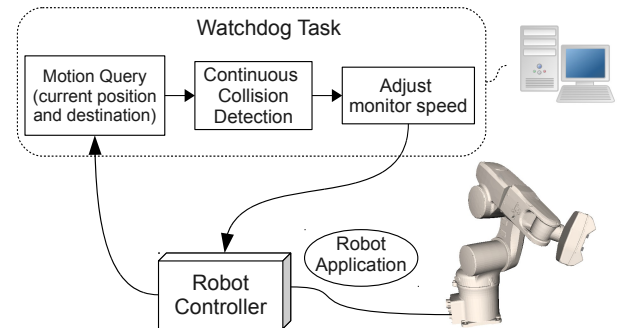 Watchdog Task
Motion Query
(current position
and destination)
Continuous
Collision
Detection
Adjust
monitor speed
Robot
Application
Robot
Controller